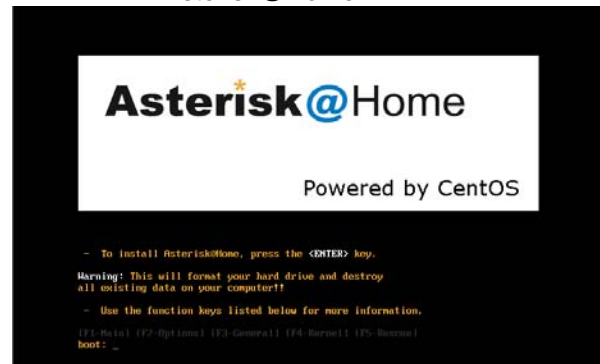 Asterisk@Home
Powered by CentOS
- To install Asterisk@Home, press the <ENTER> key.
Warning: This will format your hard drive and destroy
all existing data on your computer!!
- Use the function keys listed below for more information.
[F1-Main] [F2-Options] [F3-General] [F4-Kernel] [F5-Rescue]
boot: _